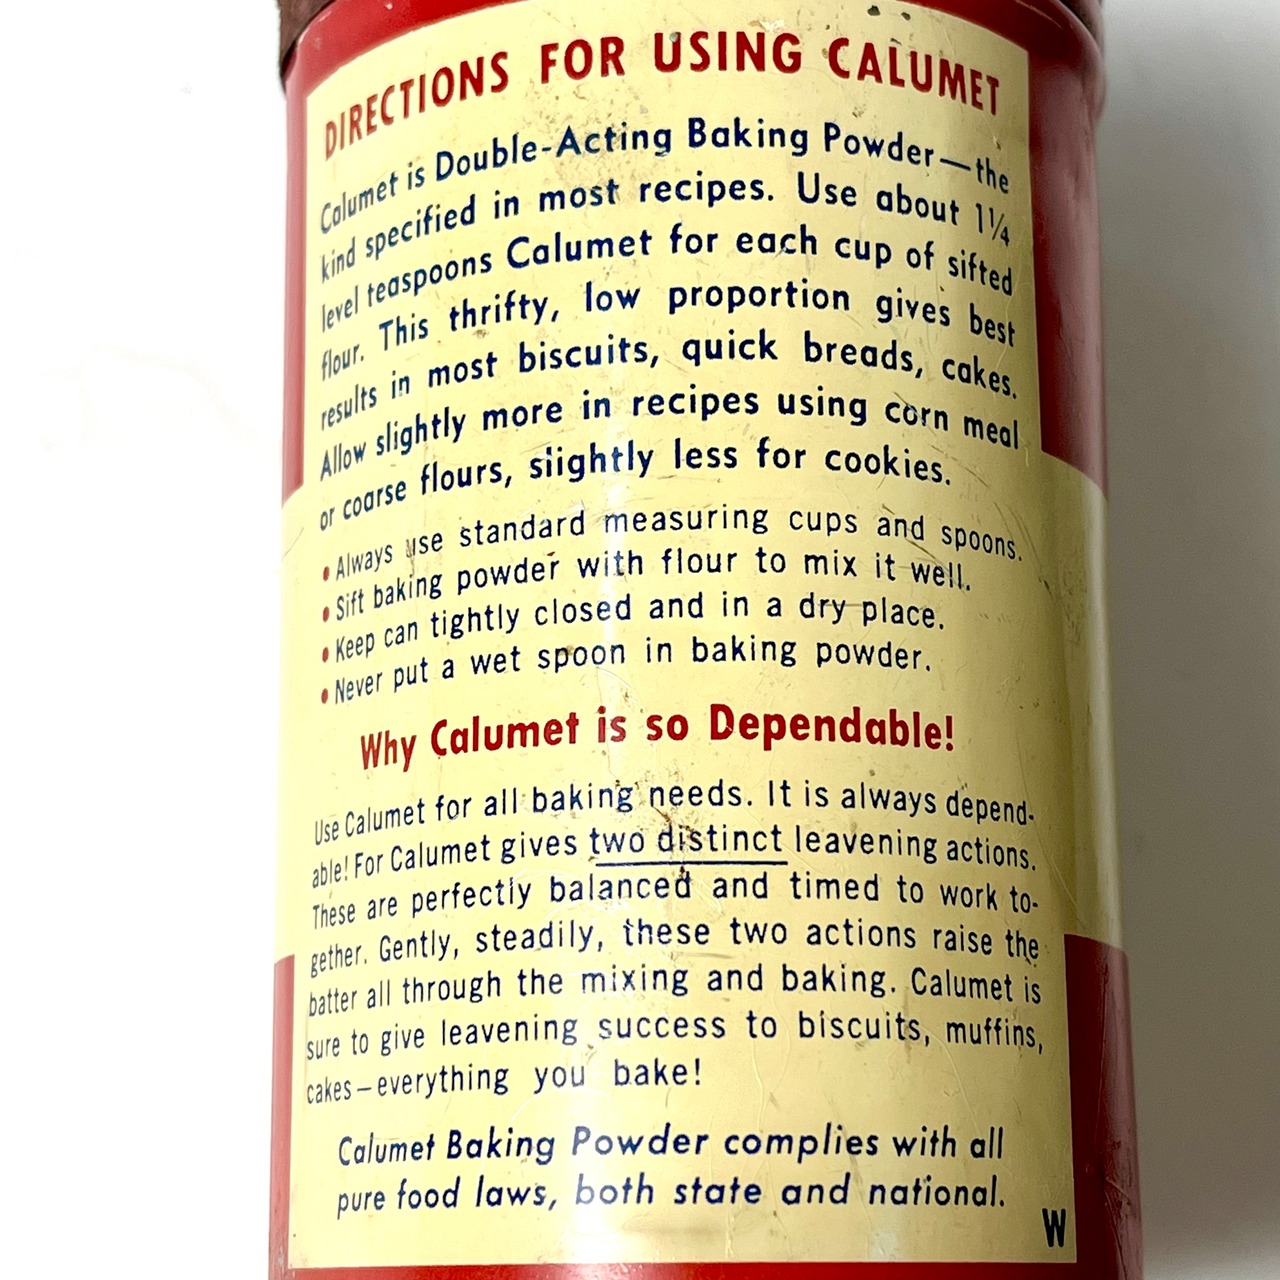 DIRECTIONS FOR USING CALUMET
Calumet is Double-Acting Baking Powder—the
kind specified in most recipes. Use about 1¼
level teaspoons Calumet for each cup of sifted
flour. This thrifty, low proportion gives best
results in most biscuits, quick breads, cakes.
Allow slightly more in recipes using corn meal
or coarse flours, slightly less for cookies.
• Always use standard measuring cups and spoons.
• Sift baking powder with flour to mix it well.
• Keep can tightly closed and in a dry place.
• Never put a wet spoon in baking powder.
Why Calumet is so Dependable!
Use Calumet for all baking needs. It is always depend-
able! For Calumet gives two distinct leavening actions.
These are perfectly balanced and timed to work to-
gether. Gently, steadily, these two actions raise the
batter all through the mixing and baking. Calumet is
sure to give leavening success to biscuits, muffins,
cakes—everything you bake!
Calumet Baking Powder complies with all
pure food laws, both state and national.
W